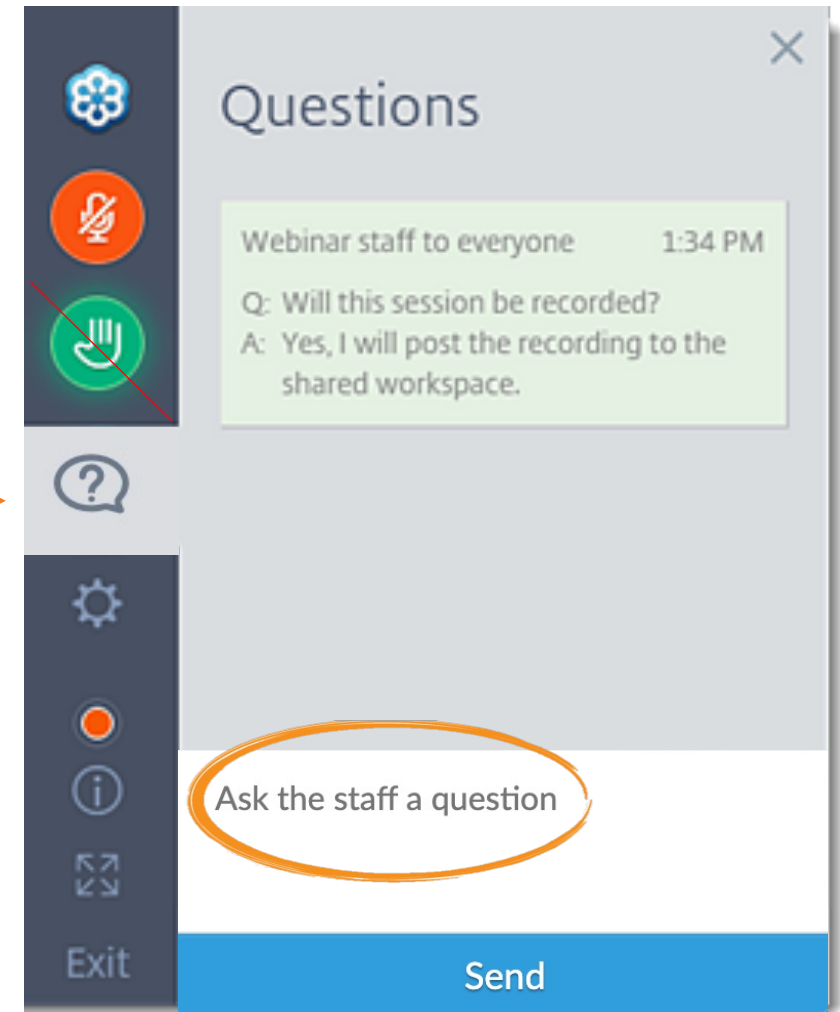 Questions
Webinar staff to everyone 1:34 PM
Q: Will this session be recorded?
A: Yes, I will post the recording to the
shared workspace.
Ask the staff a question
Exit
Send